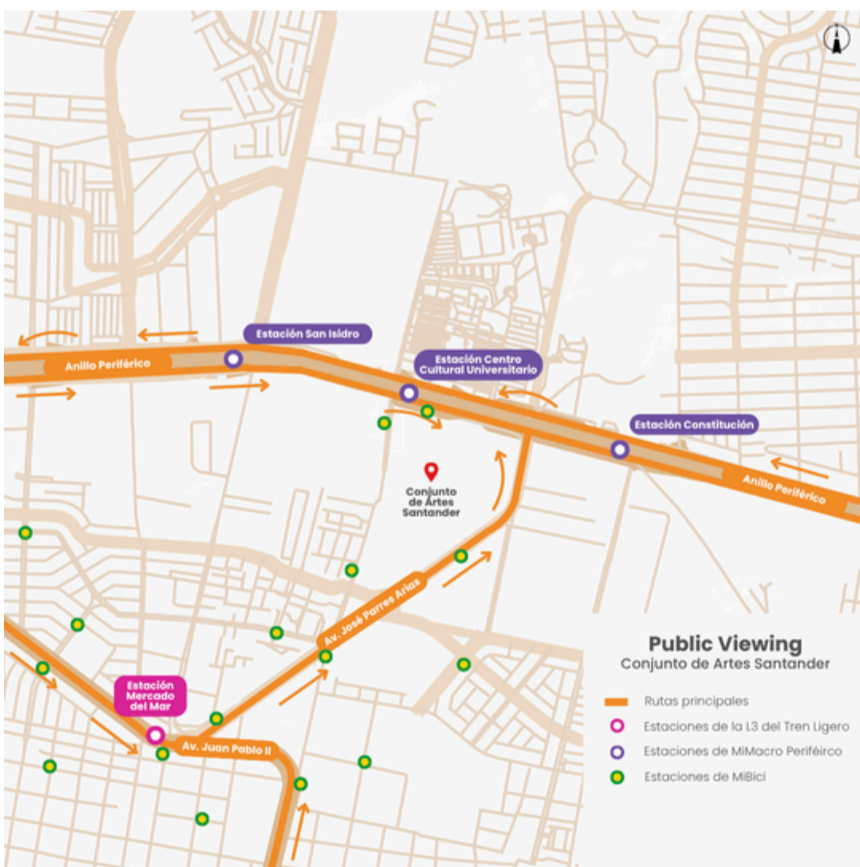 Estación San Isidro
Anillo Periférico
Estación Centro
Cultural Universitario
Estación Constitución
Anillo Periférico
Conjunto
de Artes
Santander
Av. José Parres Arias
Estación
Mercado
del Mar
Av. Juan Pablo II
Public Viewing
Conjunto de Artes Santander
Rutas principales
Estaciones de la L3 del Tren Ligero
Estaciones de MiMacro Periféirco
Estaciones de MiBici